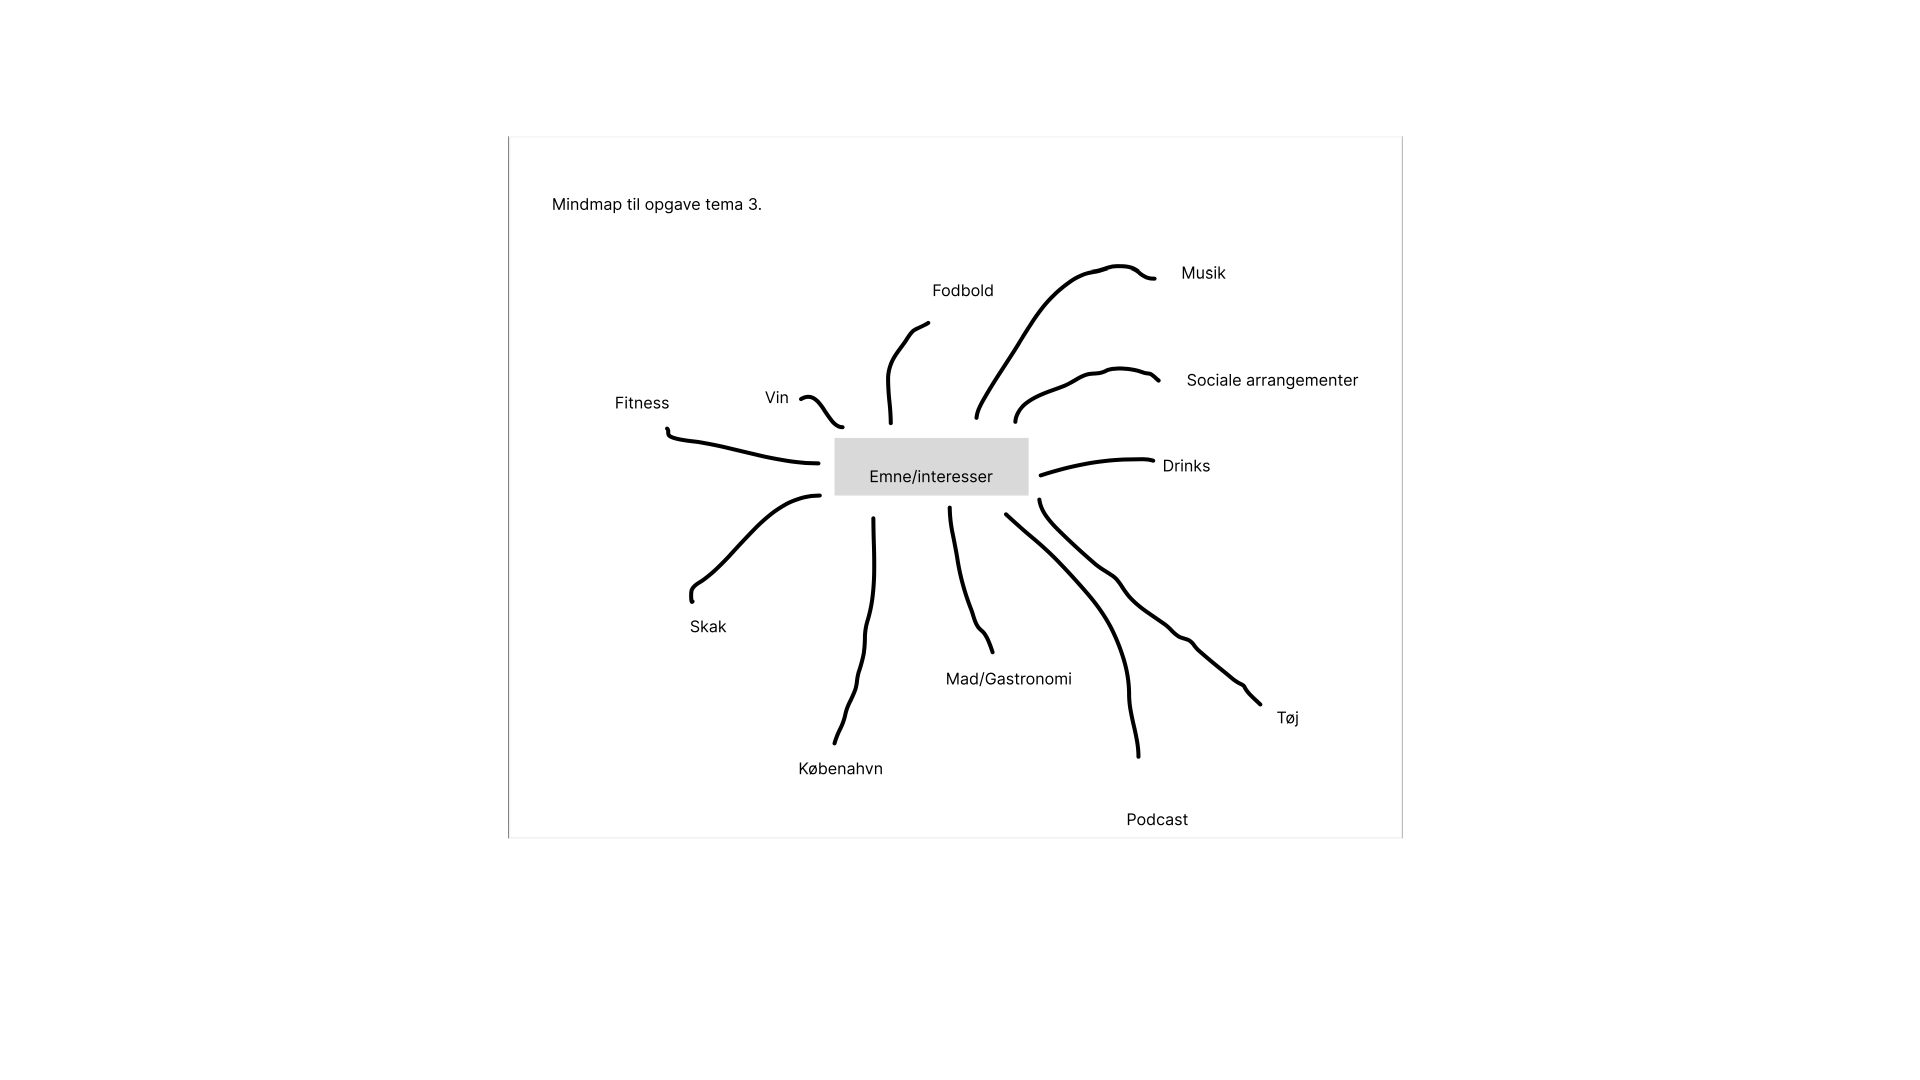 Mindmap til opgave tema 3.
Musik
Fodbold
Sociale arrangementer
Vin
Fitness
Drinks
Emne/interesser
Skak
Mad/Gastronomi
Tøj
Købenahvn
Podcast